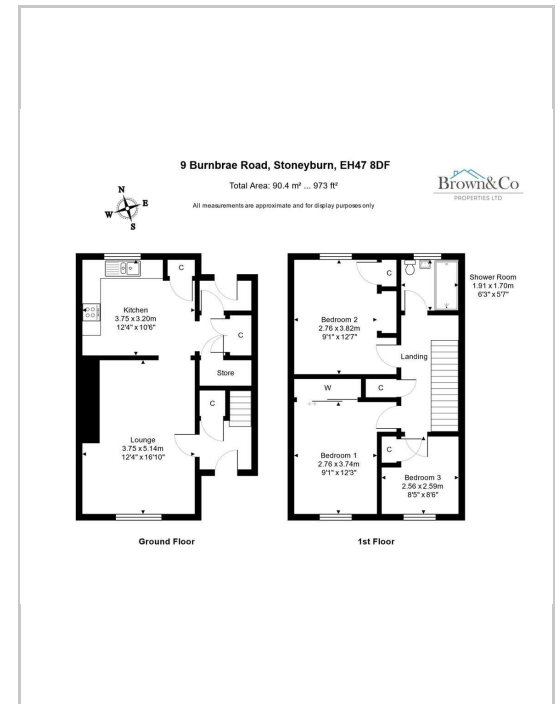 9 Burnbrae Road, Stoneyburn, EH47 8DF
Total Area: 90.4 m² ... 973 ft²
All measurements are approximate and for display purposes only
N
W E
S
Brown&Co
PROPERTIES LTD
C
Kitchen
3.75 x 3.20m
12'4" x 10'6"
C
Store
C
Lounge
3.75 x 5.14m
12'4" x 16'10"
Ground Floor
C
Shower Room
1.91 x 1.70m
6'3" x 5'7"
Bedroom 2
2.76 x 3.82m
9'1" x 12'7"
Landing
W
C
Bedroom 1
2.76 x 3.74m
9'1" x 12'3"
C
Bedroom 3
2.56 x 2.59m
8'5" x 8'6"
1st Floor